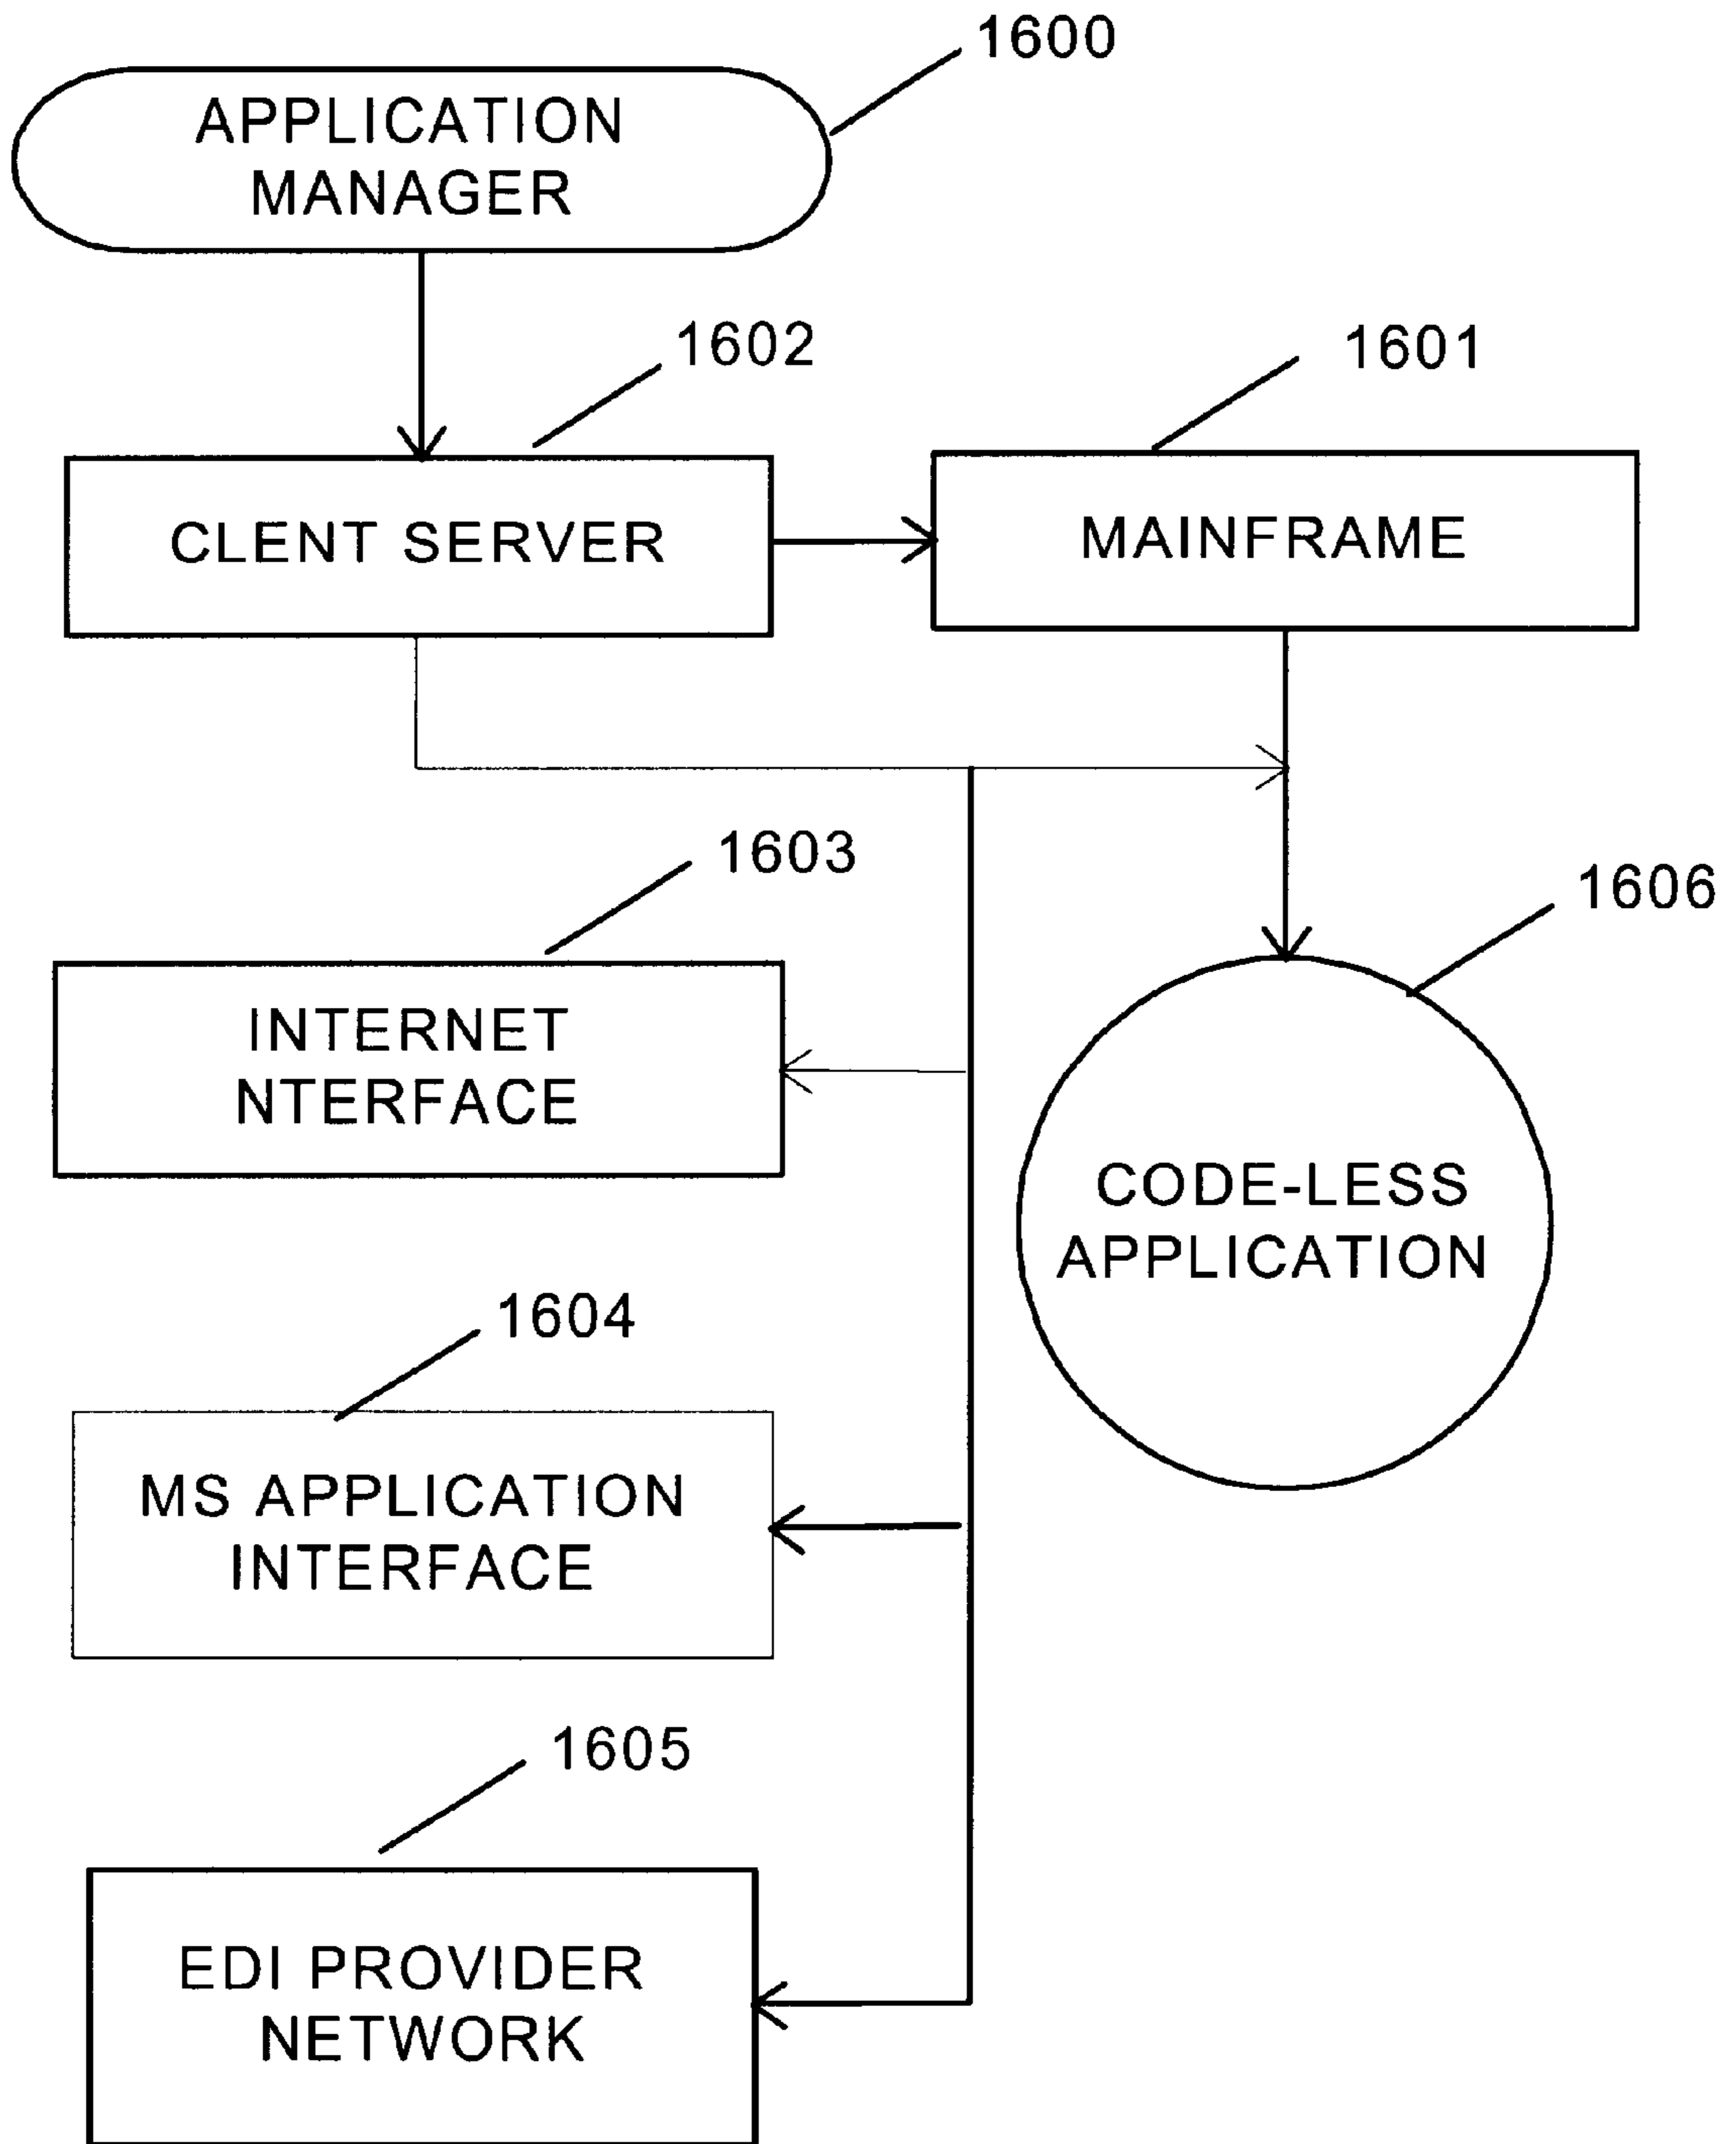 1600
APPLICATION
MANAGER
1602
1601
CLENT SERVER
MAINFRAME
1603
1606
INTERNET
NTERFACE
CODE-LESS
APPLICATION
1604
MS APPLICATION
INTERFACE
1605
EDI PROVIDER
NETWORK